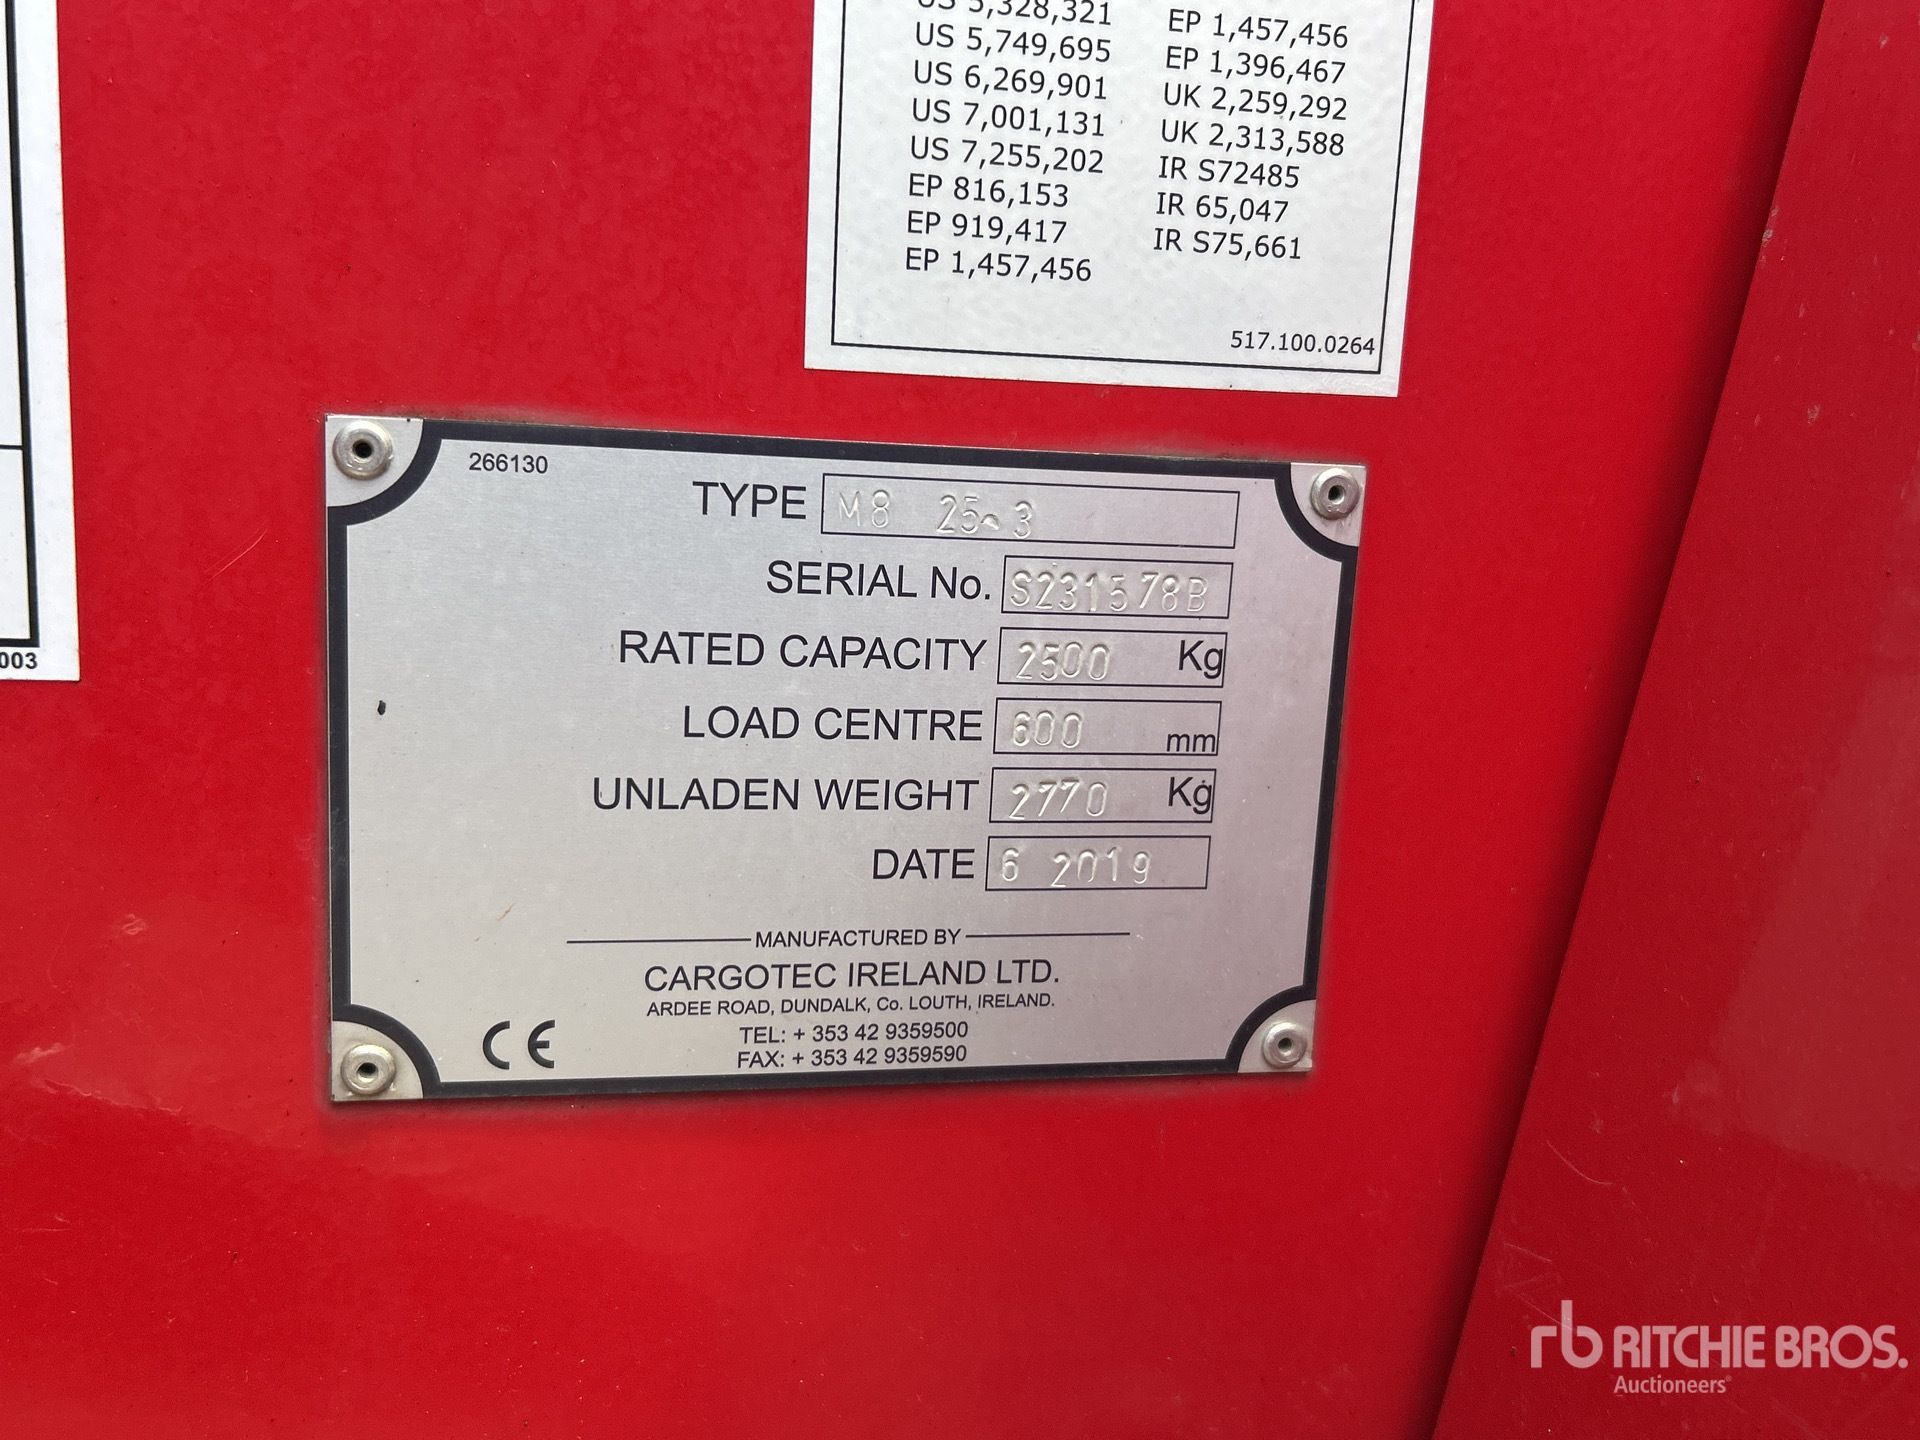 US 5,328,321
US 5,749,695
US 6,269,901
US 7,001,131
US 7,255,202
EP 816,153
EP 919,417
EP 1,457,456
EP 1,457,456
EP 1,396,467
UK 2,259,292
UK 2,313,588
IR S72485
IR 65,047
IR S75,661
517.100.0264
003
266130
TYPE M8 25-3
SERIAL No. S231578B
RATED CAPACITY 2500 Kg
LOAD CENTRE 600 mm
UNLADEN WEIGHT 2770 Kg
DATE 6 2019
MANUFACTURED BY
CARGOTEC IRELAND LTD.
ARDEE ROAD, DUNDALK, Co. LOUTH, IRELAND.
TEL: + 353 42 9359500
FAX: + 353 42 9359590
CE
rb RITCHIE BROS.
Auctioneers